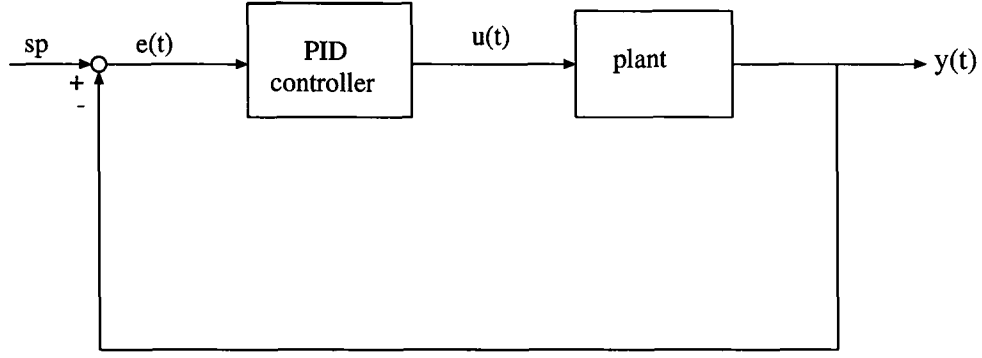 sp
+
-
e(t)
PID
controller
u(t)
plant
y(t)